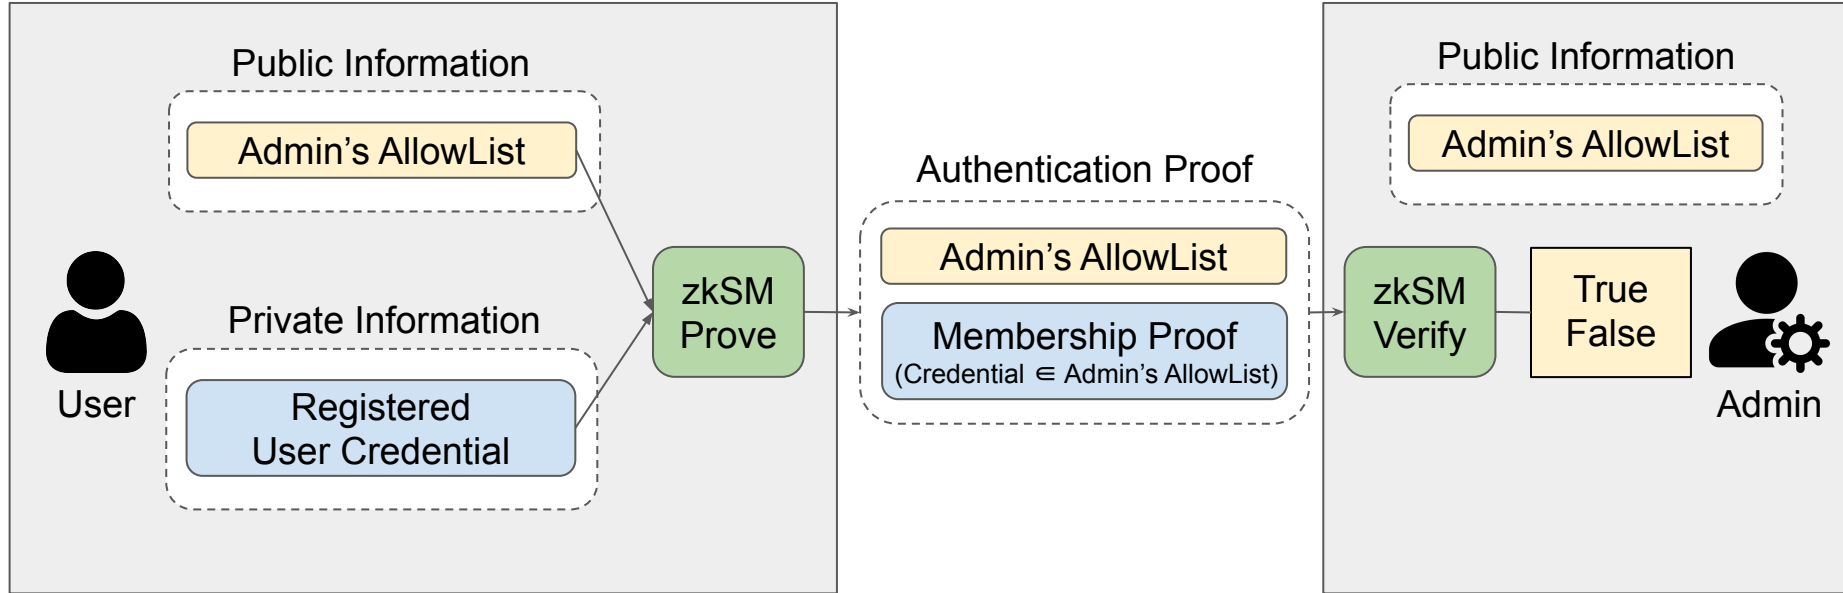 Public Information
Admin’s AllowList
User
Private Information
Registered
User Credential
zkSM
Prove
Authentication Proof
Admin’s AllowList
Membership Proof
(Credential ∈ Admin’s AllowList)
Public Information
Admin’s AllowList
zkSM
Verify
True
False
Admin